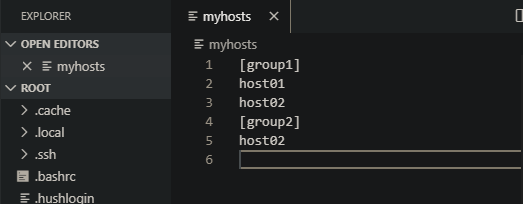 EXPLORER
OPEN EDITORS
myhosts
ROOT
.cache
.local
.ssh
.bashrc
.hushlogin
myhosts
myhosts
1 [group1]
2 host01
3 host02
4 [group2]
5 host02
6